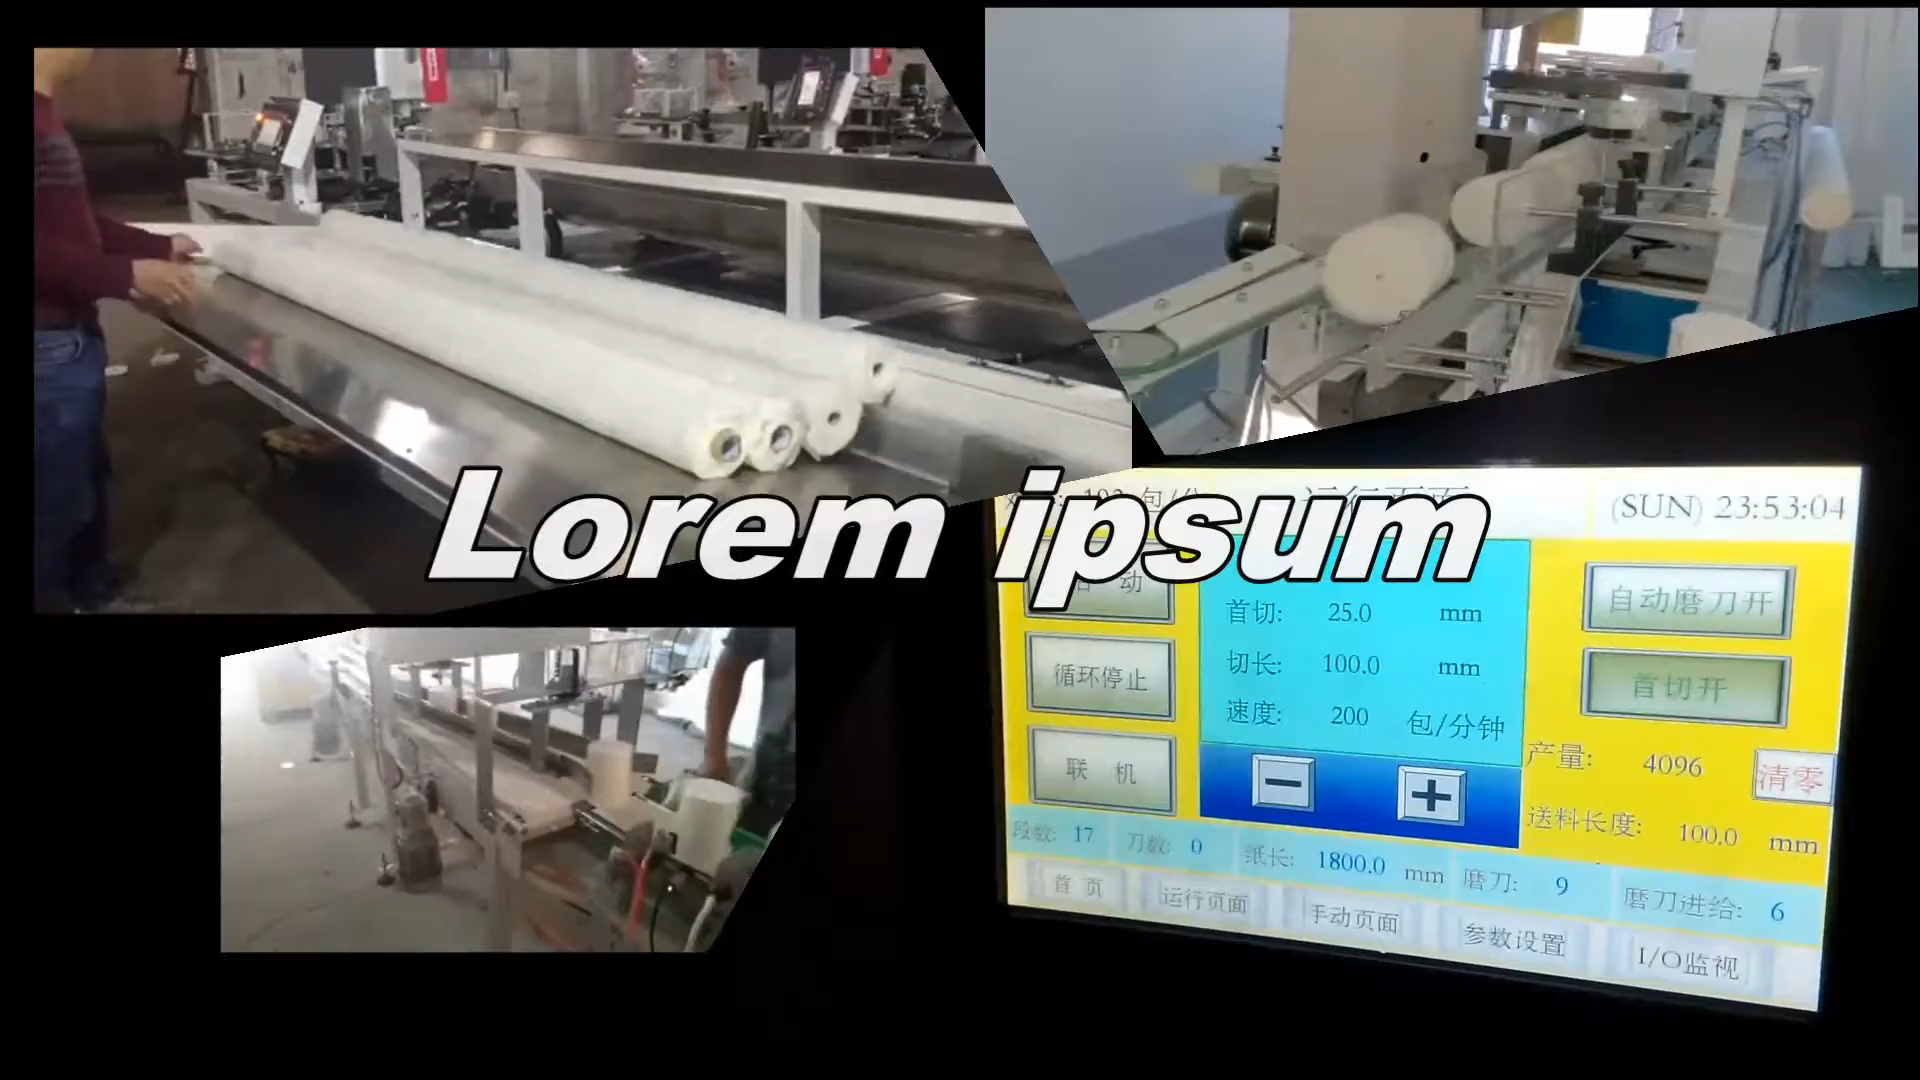 Lorem ipsum
(SUN) 23:53:04
首切: 25.0 mm
自动磨刀开
循环停止
切长: 100.0 mm
首切开
速度: 200 包/分钟
联 机
产量: 4096 清零
− +
送料长度: 100.0 mm
段数: 17 刀数: 0 纸长: 1800.0 mm 磨刀: 9 磨刀进给: 6
首 页 运行页面 手动页面 参数设置 I/O监视